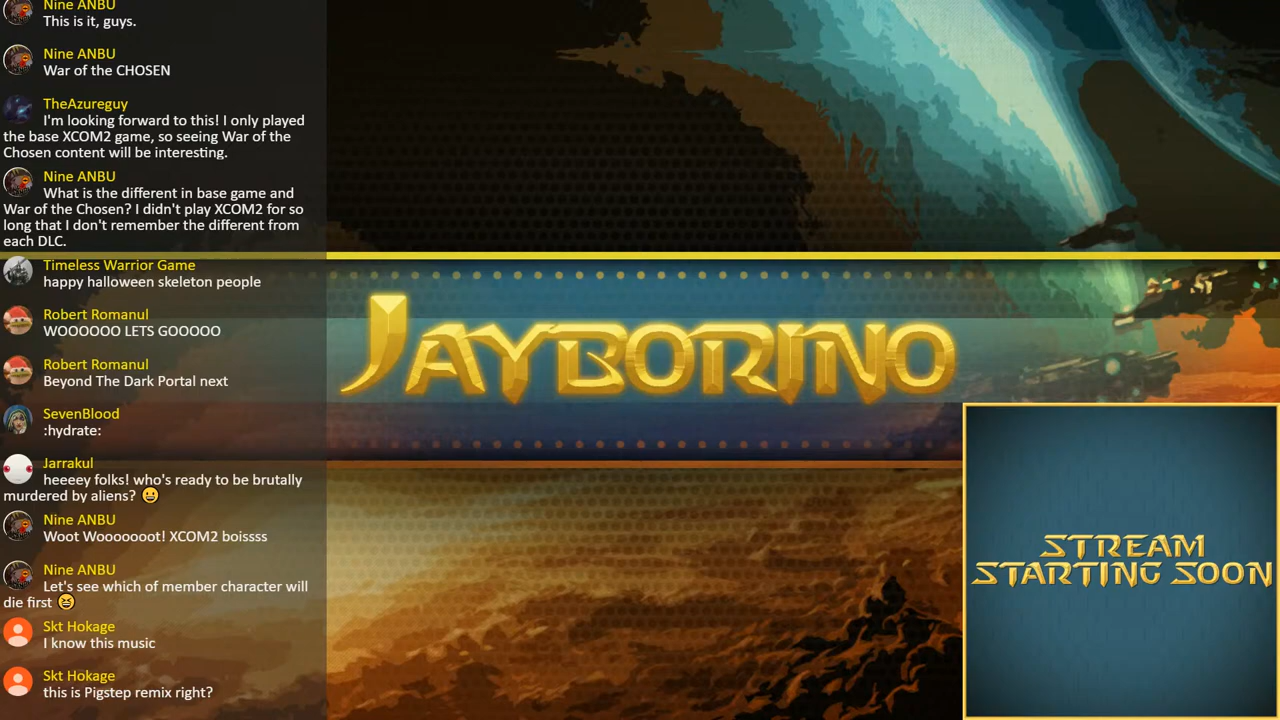 Nine ANBU
This is it, guys.
Nine ANBU
War of the CHOSEN
TheAzureguy
I'm looking forward to this! I only played
the base XCOM2 game, so seeing War of the
Chosen content will be interesting.
Nine ANBU
What is the different in base game and
War of the Chosen? I didn't play XCOM2 for so
long that I don't remember the different from
each DLC.
Timeless Warrior Game
happy halloween skeleton people
Robert Romanul
WOOOOOO LETS GOOOOO
Robert Romanul
Beyond The Dark Portal next
SevenBlood
:hydrate:
Jarrakul
heeeey folks! who's ready to be brutally
murdered by aliens? 😀
Nine ANBU
Woot Wooooooot! XCOM2 boissss
Nine ANBU
Let's see which of member character will
die first 😆
Skt Hokage
I know this music
Skt Hokage
this is Pigstep remix right?
JAYBORINO
STREAM
STARTING SOON